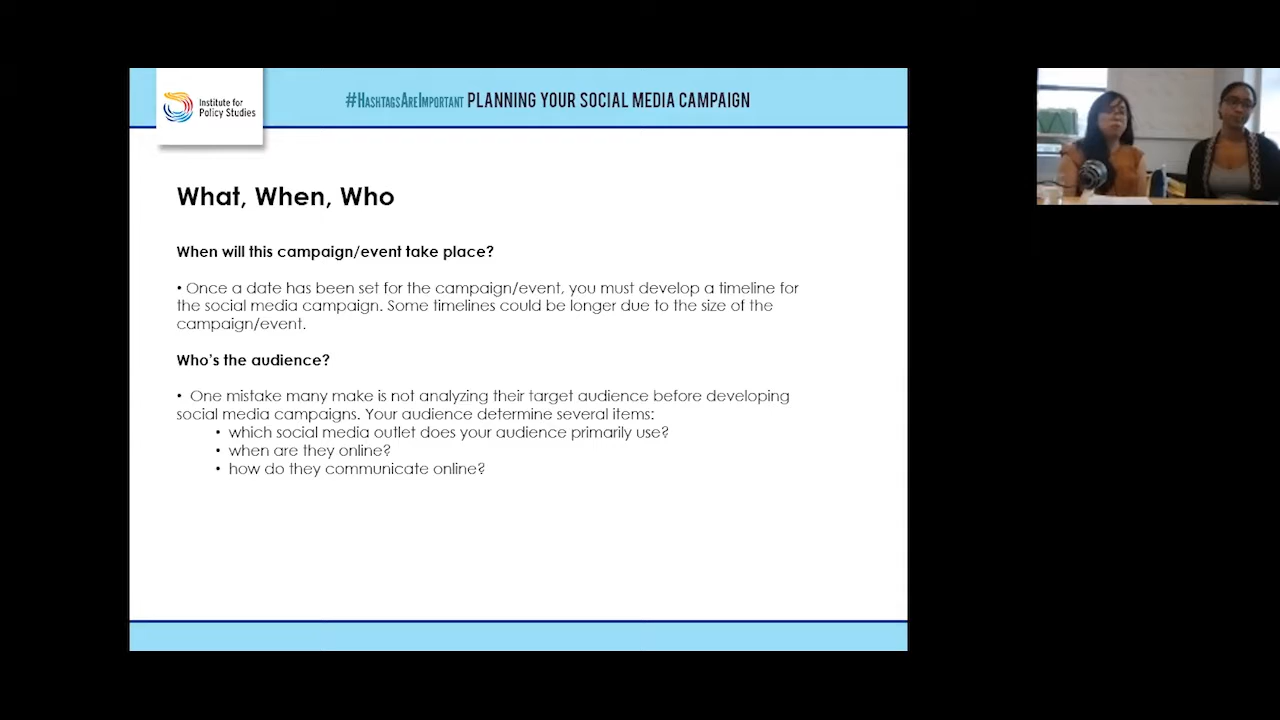 Institute for
Policy Studies
#HASHTAGSAREIMPORTANT PLANNING YOUR SOCIAL MEDIA CAMPAIGN
What, When, Who
When will this campaign/event take place?
• Once a date has been set for the campaign/event, you must develop a timeline for
the social media campaign. Some timelines could be longer due to the size of the
campaign/event.
Who's the audience?
• One mistake many make is not analyzing their target audience before developing
social media campaigns. Your audience determine several items:
• which social media outlet does your audience primarily use?
• when are they online?
• how do they communicate online?